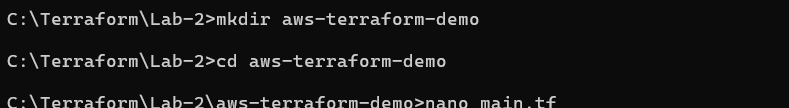 C:\Terraform\Lab-2>mkdir aws-terraform-demo
C:\Terraform\Lab-2>cd aws-terraform-demo
C:\Terraform\Lab-2\aws-terraform-demo>nano main.tf